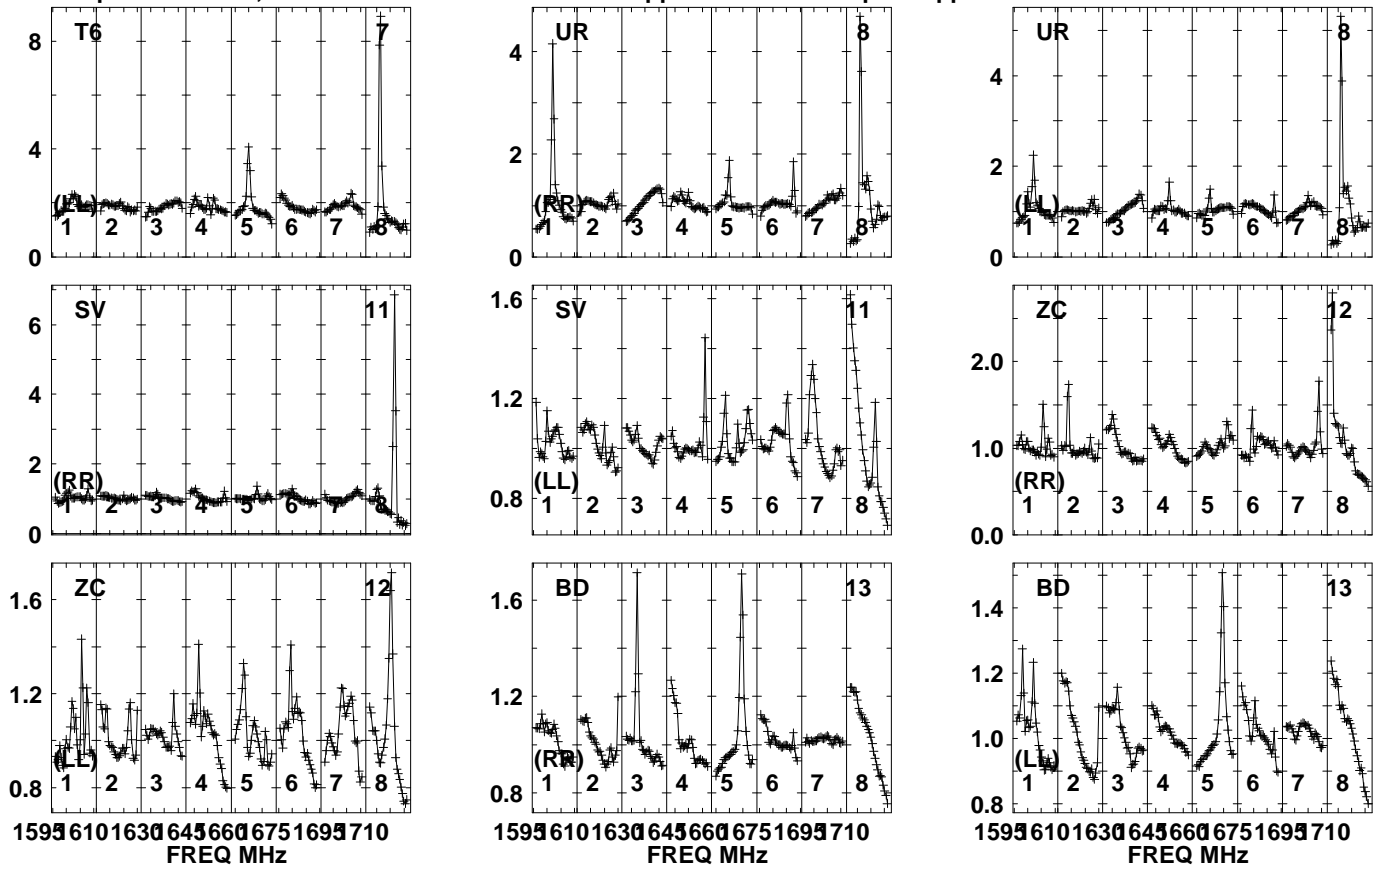 T6 7
8
4
0
(LL)
1 2 3 4 5 6 7 8
UR 8
4
2
0
(RR)
1 2 3 4 5 6 7 8
UR 8
4
2
0
(LL)
1 2 3 4 5 6 7 8
SV 11
6
4
2
0
(RR)
1 2 3 4 5 6 7 8
SV 11
1.6
1.2
0.8
(LL)
1 2 3 4 5 6 7 8
ZC 12
2.0
1.0
0.0
(RR)
1 2 3 4 5 6 7 8
ZC 12
1.6
1.2
0.8
(LL)
1 2 3 4 5 6 7 8
1595 1610 1630 1645 1660 1675 1695 1710
FREQ MHz
BD 13
1.6
1.2
0.8
(RR)
1 2 3 4 5 6 7 8
1595 1610 1630 1645 1660 1675 1695 1710
FREQ MHz
BD 13
1.4
1.2
1.0
0.8
(LL)
1 2 3 4 5 6 7 8
1595 1610 1630 1645 1660 1675 1695 1710
FREQ MHz